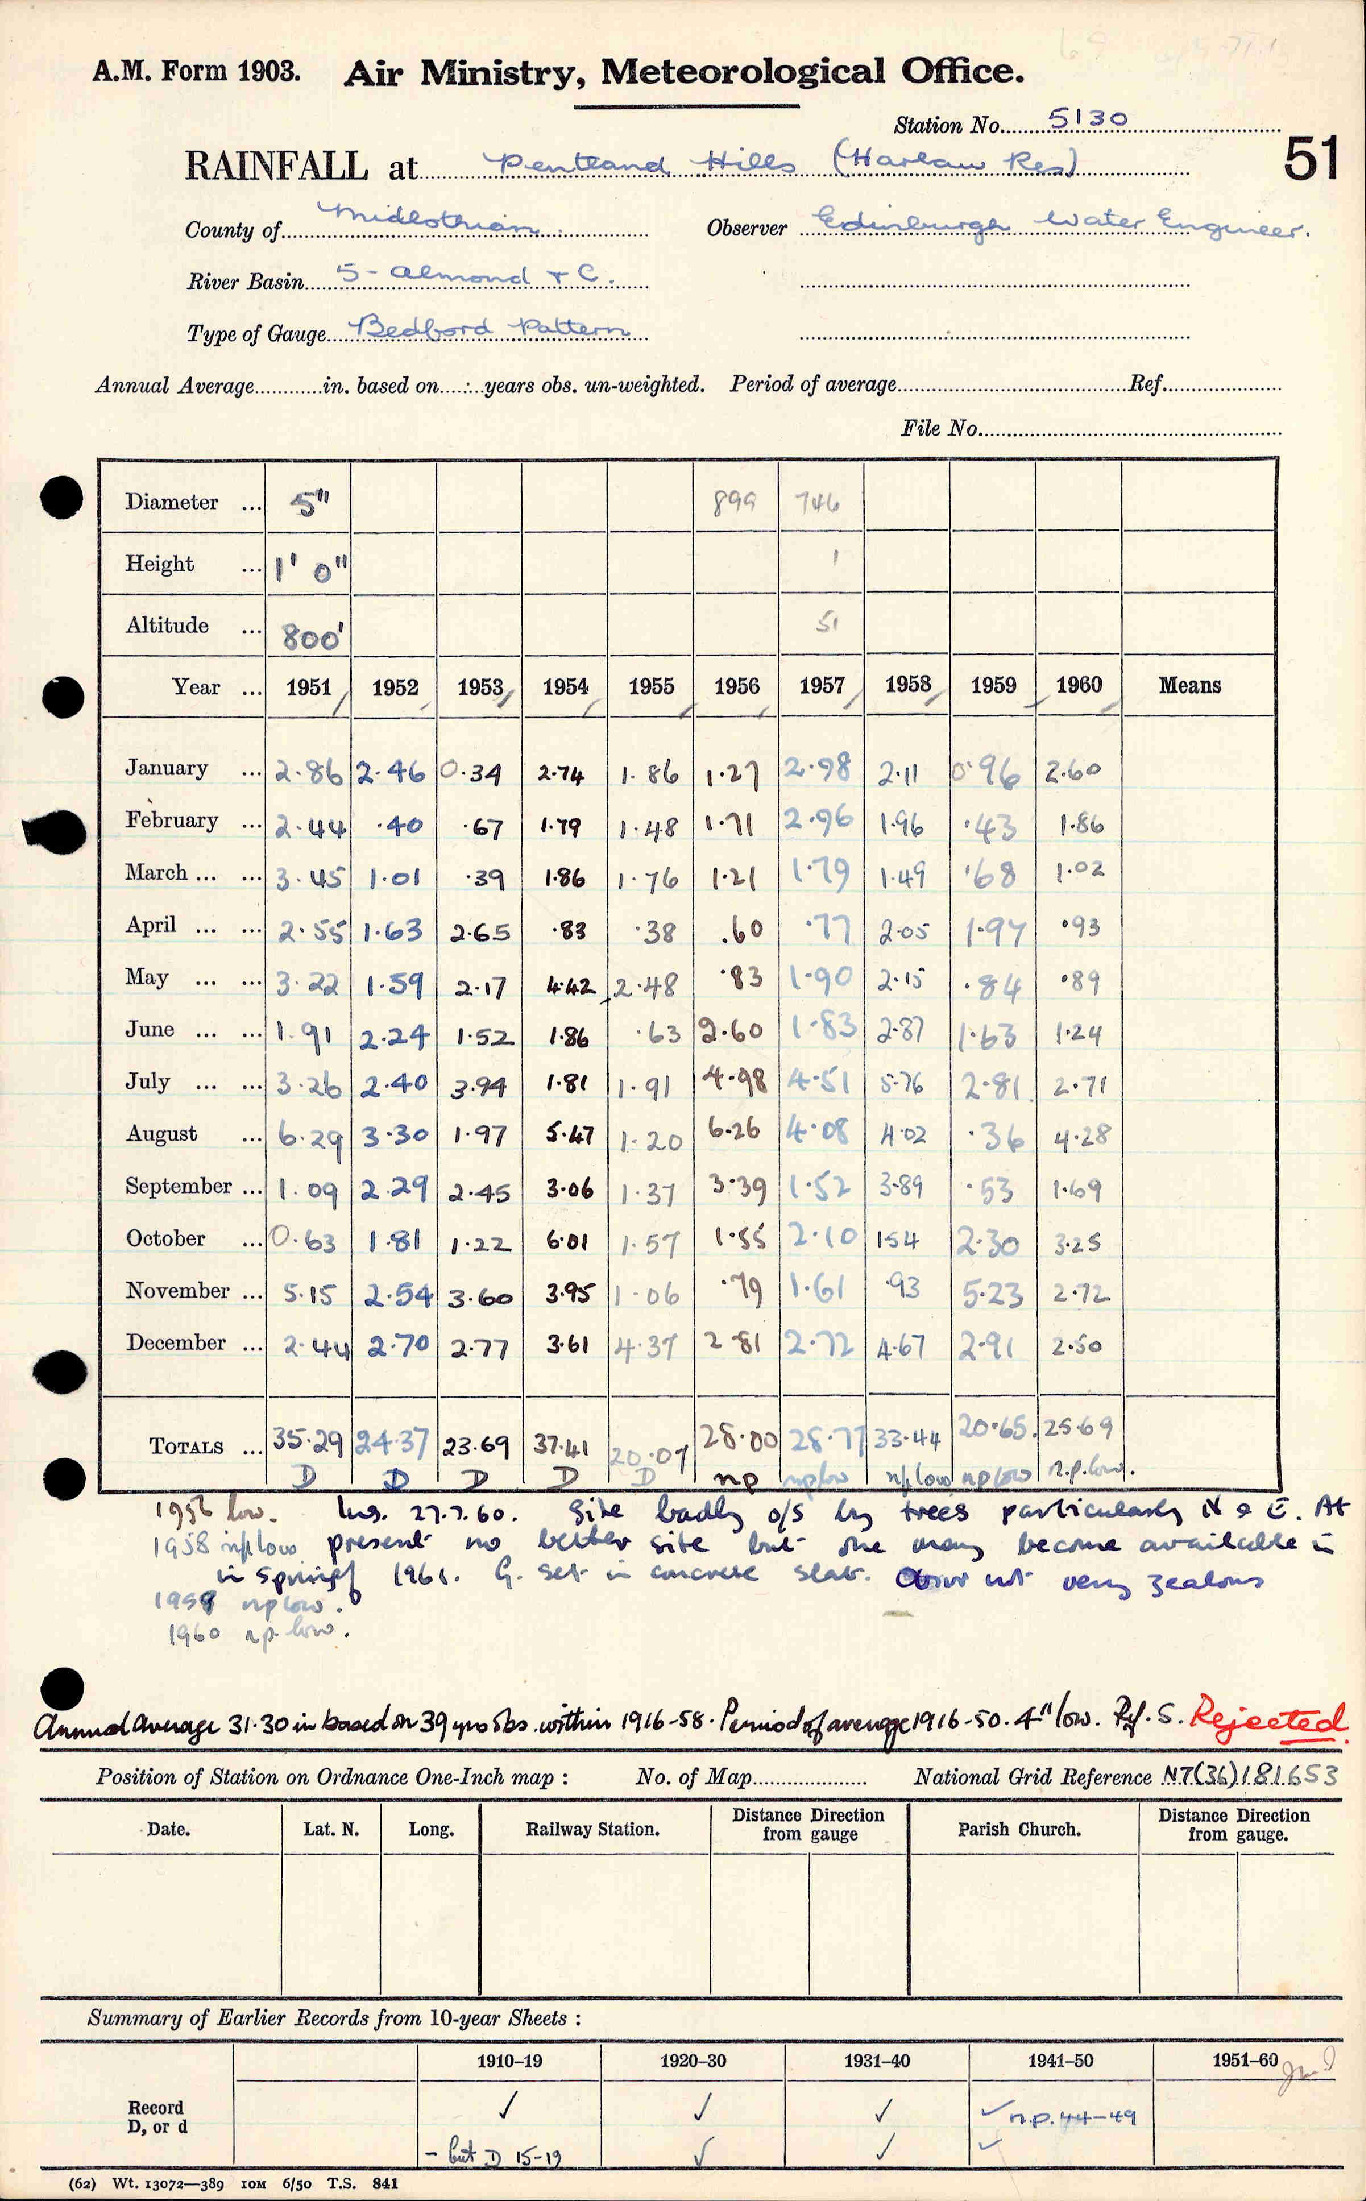 A.M. Form 1903. Air Ministry, Meteorological Office.
Station No. 5130
51
RAINFALL at Pentland Hills (Harlaw Res)
County of Midlothian. Observer Edinburgh Water Engineer.
River Basin 5 - Almond + C.
Type of Gauge Bedford Pattern
Annual Average in. based on years obs. un-weighted. Period of average Ref.
File No.
Diameter ... 5" 899 746
Height ... 1' 0" 1
Altitude ... 800' 51
Year ... 1951 1952 1953 1954 1955 1956 1957 1958 1959 1960 Means
January ... 2.86 2.46 0.34 2.74 1.86 1.27 2.98 2.11 0.96 2.60
February ... 2.44 .40 .67 1.79 1.48 1.71 2.96 1.96 .43 1.86
March ... ... 3.45 1.01 .39 1.86 1.76 1.21 1.79 1.49 .68 1.02
April ... ... 2.55 1.63 2.65 .83 .38 .60 .77 2.05 1.97 .93
May ... ... 3.22 1.59 2.17 4.42 2.48 .83 1.90 2.15 .84 .89
June ... ... 1.91 2.24 1.52 1.86 .63 2.60 1.83 2.87 1.63 1.24
July ... ... 3.26 2.40 3.94 1.81 1.91 4.98 4.51 5.76 2.81 2.71
August ... 6.29 3.30 1.97 5.47 1.20 6.26 4.08 4.02 .36 4.28
September ... 1.09 2.29 2.45 3.06 1.37 3.39 1.52 3.89 .53 1.69
October ... 0.63 1.81 1.22 6.01 1.57 1.55 2.10 1.54 2.30 3.25
November ... 5.15 2.54 3.60 3.95 1.06 .79 1.61 .93 5.23 2.72
December ... 2.44 2.70 2.77 3.61 4.37 2.81 2.72 4.67 2.91 2.50
TOTALS ... 35.29 24.37 23.69 37.41 20.07 28.00 28.77 33.44 20.65 25.69
D D D D D np np low np low np low n.p. low.
1956 low. Ins. 27.7.60. Site badly o/s by trees particularly N & E. At
1958 np low present no better site but one may become available in
in spring of 1961. G. set in concrete slab. Obsvr not very zealous
1959 np low.
1960 np low.
Annual Average 31.30 in based on 39 yrs obs. within 1916-58. Period of average 1916-50. 4" low. Ref. S. Rejected.
Position of Station on Ordnance One-Inch map : No. of Map National Grid Reference NT(36)181653
Date. Lat. N. Long. Railway Station. Distance Direction from gauge Parish Church. Distance Direction from gauge.
Summary of Earlier Records from 10-year Sheets :
1910-19 1920-30 1931-40 1941-50 1951-60
Record ✓ ✓ ✓ ✓ n.p. 44-49
D, or d - but D 15-19 ✓ ✓ ✓
(62) Wt. 13072—389 10M 6/50 T.S. 841